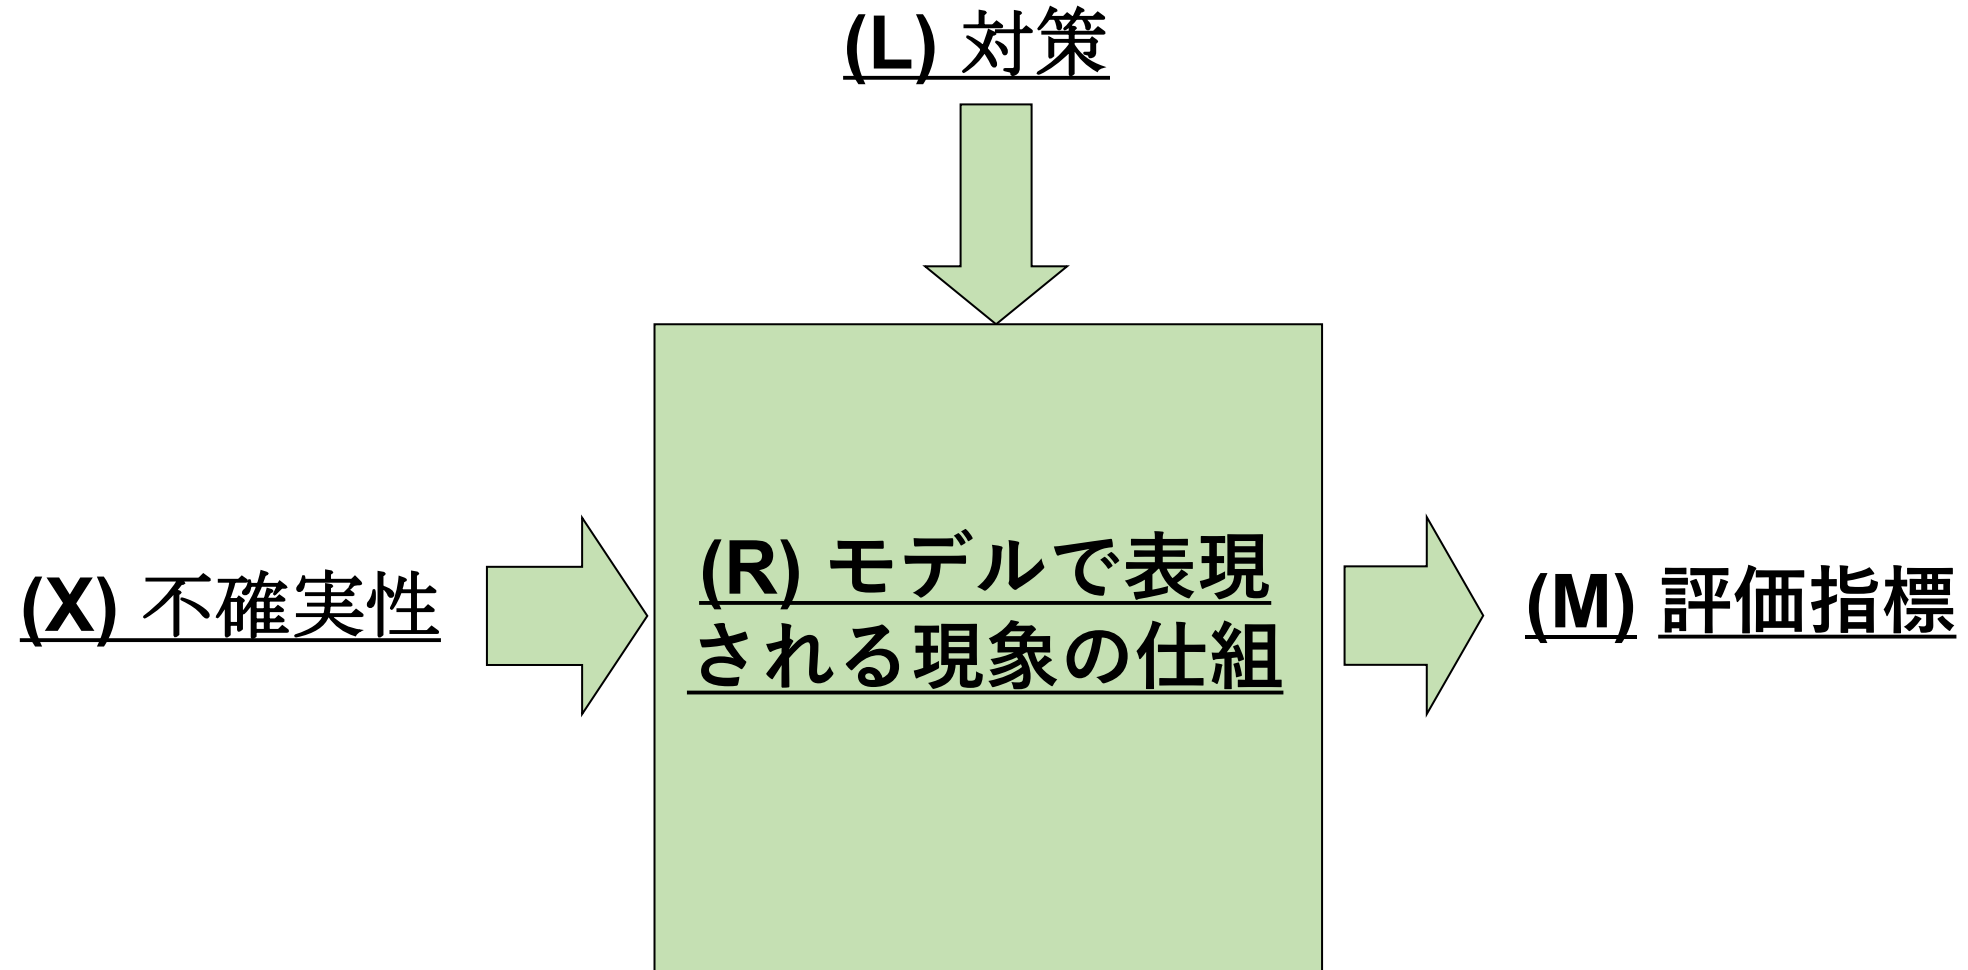 (L) 対策
(X) 不確実性
(R) モデルで表現
される現象の仕組
(M) 評価指標